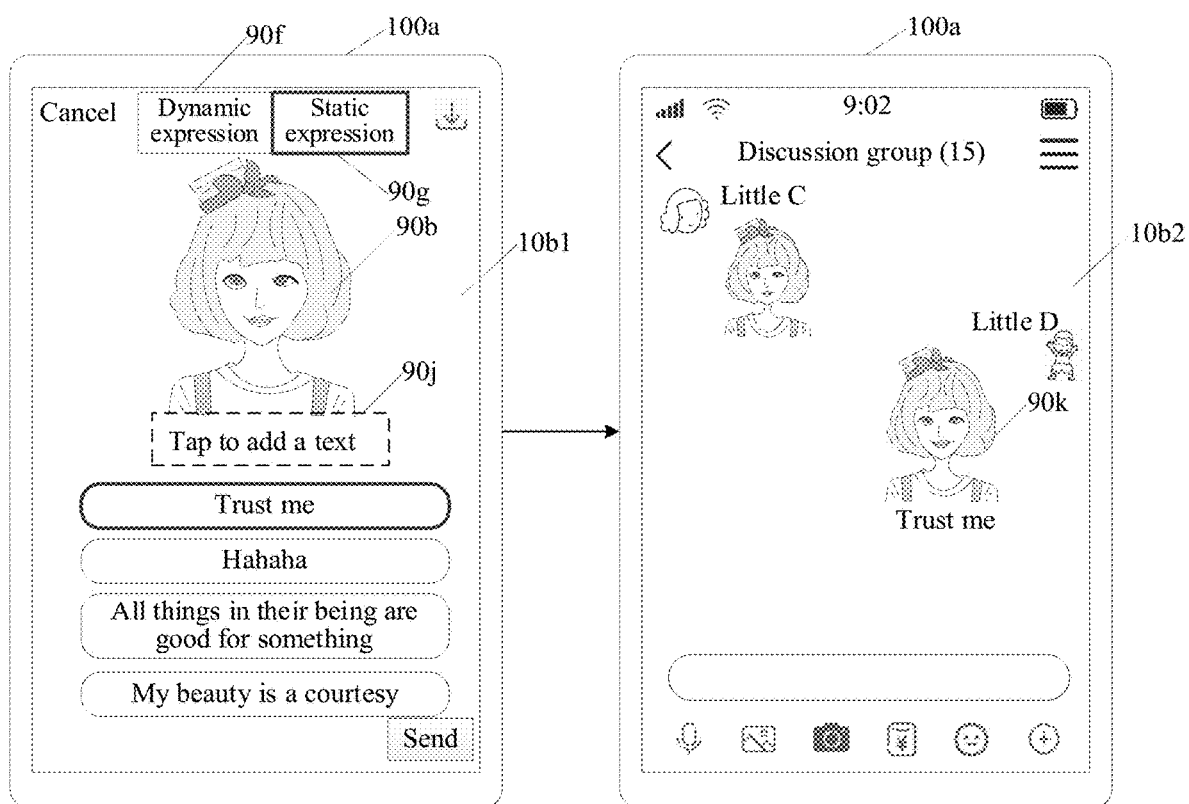 90f
100a
Cancel
Dynamic
expression
Static
expression
90g
90b
10b1
90j
Tap to add a text
Trust me
Hahaha
All things in their being are
good for something
My beauty is a courtesy
Send
100a
9:02
Discussion group (15)
Little C
10b2
Little D
90k
Trust me
¥